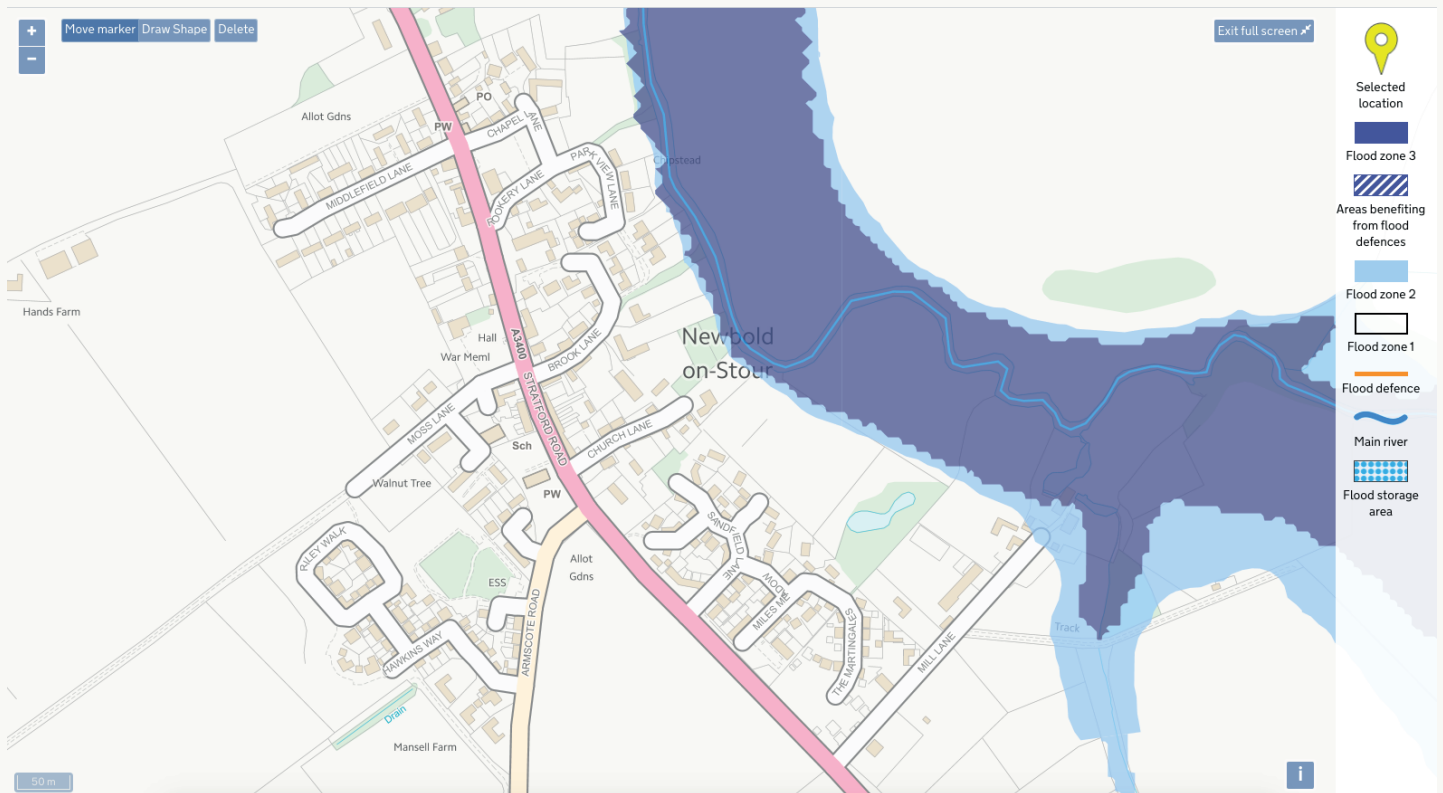 +
−
Move marker
Draw Shape
Delete
Exit full screen
Selected
location
Flood zone 3
Areas benefiting
from flood
defences
Flood zone 2
Flood zone 1
Flood defence
Main river
Flood storage
area
PO
Allot Gdns
PW
CHAPEL LANE
PARK VIEW LANE
Chipstead
MIDDLEFIELD LANE
ROOKERY LANE
Hands Farm
Hall
War Meml
A3400
BROOK LANE
Newbold
on-Stour
STRATFORD ROAD
MOSS LANE
CHURCH LANE
Sch
Walnut Tree
PW
SANDFIELD LANE
RILEY WALK
Allot
Gdns
ESS
MILES MEADOW
ARMSCOTE ROAD
THE MARTINGALES
Track
HAWKINS WAY
MILL LANE
Drain
Mansell Farm
50 m
i